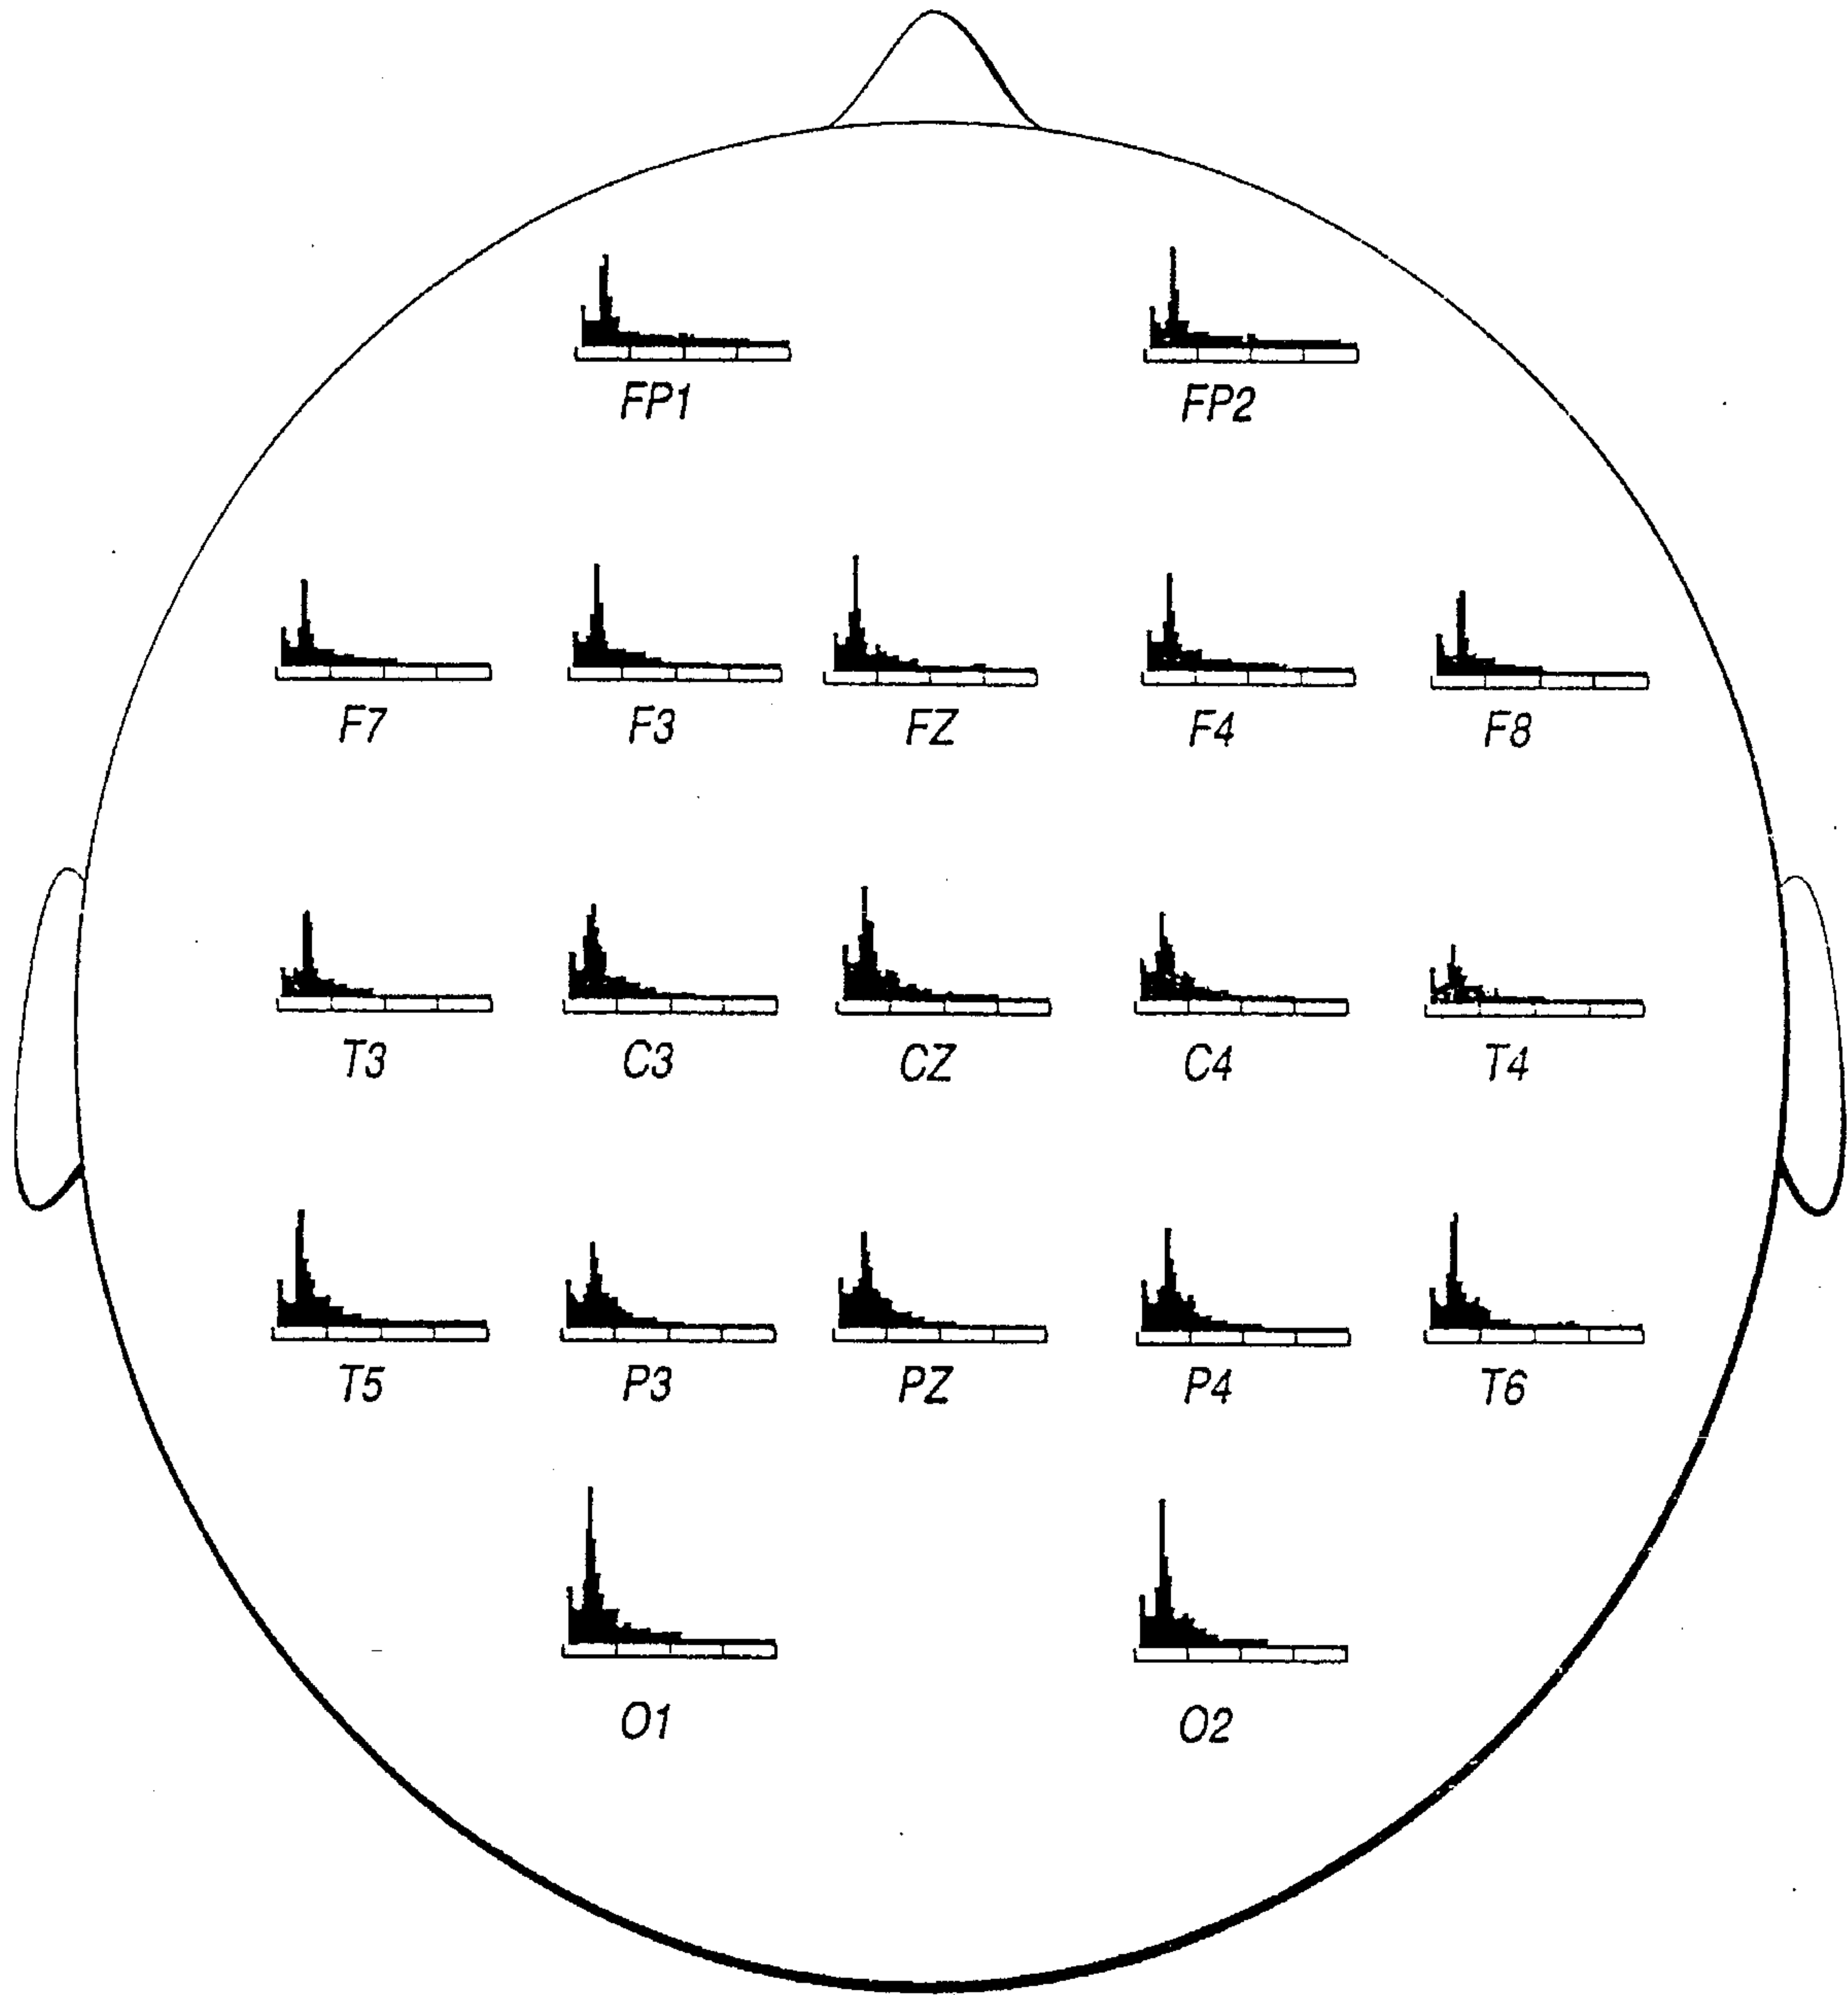 FP1 FP2
F7 F3 FZ F4 F8
T3 C3 CZ C4 T4
T5 P3 PZ P4 T6
O1 O2